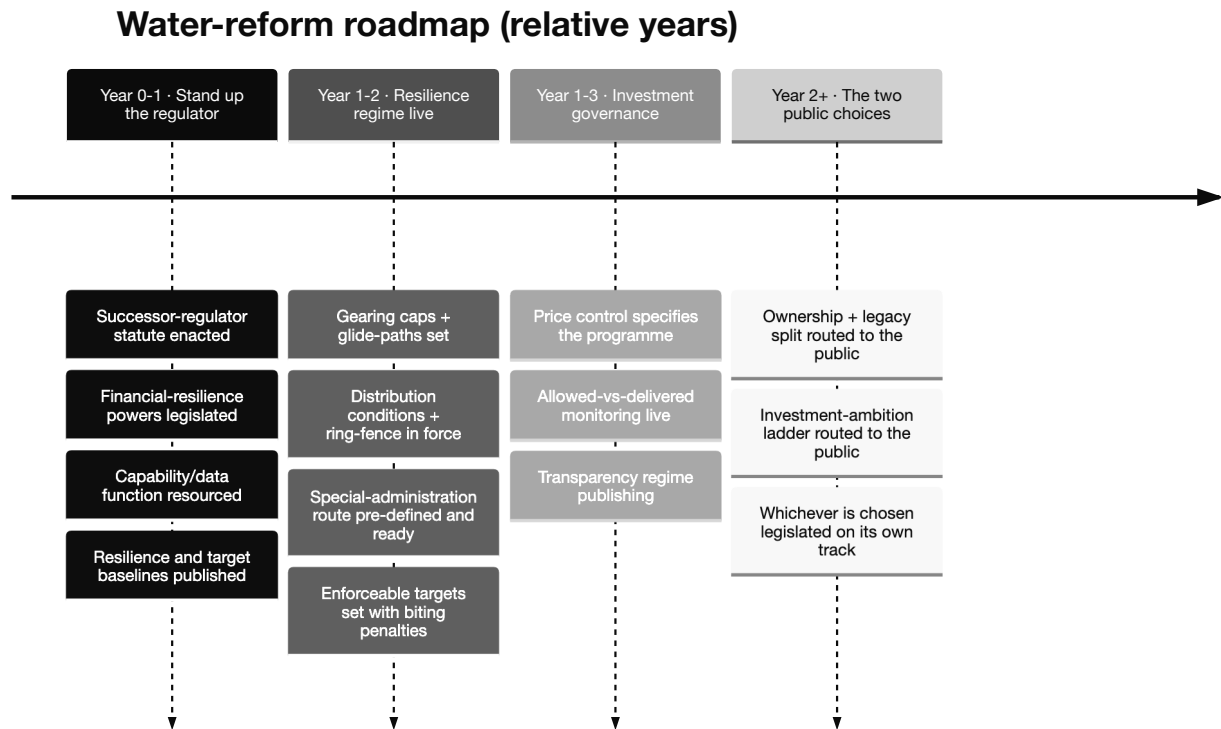 Water-reform roadmap (relative years)
Year 0-1 · Stand up
the regulator
Year 1-2 · Resilience
regime live
Year 1-3 · Investment
governance
Year 2+ · The two
public choices
Successor-regulator
statute enacted
Financial-resilience
powers legislated
Capability/data
function resourced
Resilience and target
baselines published
Gearing caps +
glide-paths set
Distribution
conditions +
ring-fence in force
Special-administration
route pre-defined and
ready
Enforceable targets
set with biting
penalties
Price control specifies
the programme
Allowed-vs-delivered
monitoring live
Transparency regime
publishing
Ownership + legacy
split routed to the
public
Investment-ambition
ladder routed to the
public
Whichever is chosen
legislated on its own
track